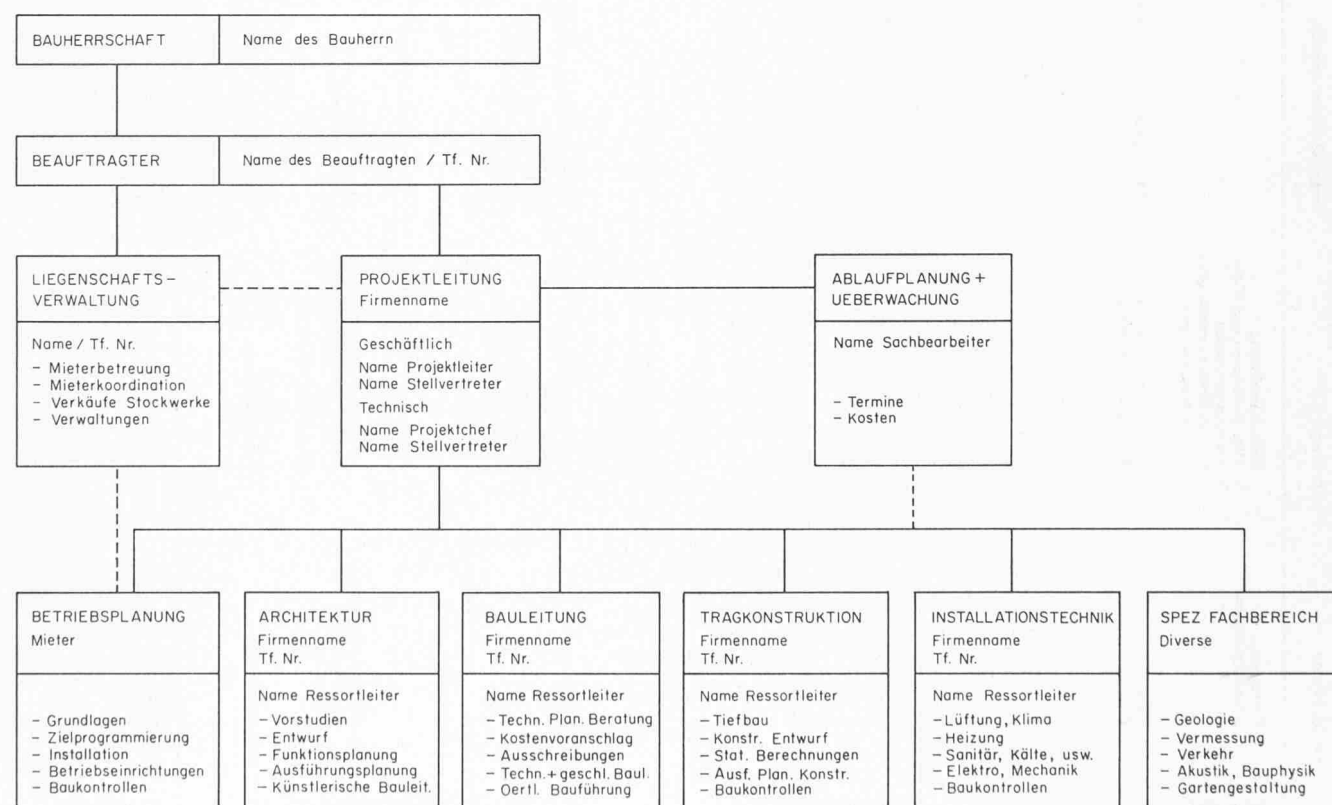 BAUHERRSCHAFT
Name des Bauherrn
BEAUFTRAGTER
Name des Beauftragten / Tf. Nr.
LIEGENSCHAFTS-
VERWALTUNG
Name / Tf. Nr.
- Mieterbetreuung
- Mieterkoordination
- Verkäufe Stockwerke
- Verwaltungen
PROJEKTLEITUNG
Firmenname
Geschäftlich
Name Projektleiter
Name Stellvertreter
Technisch
Name Projektchef
Name Stellvertreter
ABLAUFPLANUNG +
UEBERWACHUNG
Name Sachbearbeiter
- Termine
- Kosten
BETRIEBSPLANUNG
Mieter
- Grundlagen
- Zielprogrammierung
- Installation
- Betriebseinrichtungen
- Baukontrollen
ARCHITEKTUR
Firmenname
Tf. Nr.
Name Ressortleiter
- Vorstudien
- Entwurf
- Funktionsplanung
- Ausführungsplanung
- Künstlerische Bauleit.
BAULEITUNG
Firmenname
Tf. Nr.
Name Ressortleiter
- Techn. Plan. Beratung
- Kostenvoranschlag
- Ausschreibungen
- Techn. + geschl. Baul.
- Oertl. Bauführung
TRAGKONSTRUKTION
Firmenname
Tf. Nr.
Name Ressortleiter
- Tiefbau
- Konstr. Entwurf
- Stat. Berechnungen
- Ausf. Plan. Konstr.
- Baukontrollen
INSTALLATIONSTECHNIK
Firmenname
Tf. Nr.
Name Ressortleiter
- Lüftung, Klima
- Heizung
- Sanitär, Kälte, usw.
- Elektro, Mechanik
- Baukontrollen
SPEZ FACHBEREICH
Diverse
- Geologie
- Vermessung
- Verkehr
- Akustik, Bauphysik
- Gartengestaltung